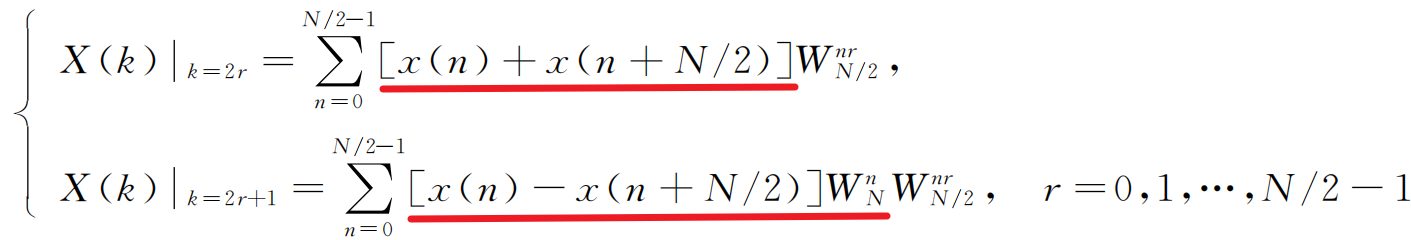 X(k)|_{k=2r} = \sum_{n=0}^{N/2-1} [x(n)+x(n+N/2)]W_{N/2}^{nr},
X(k)|_{k=2r+1} = \sum_{n=0}^{N/2-1} [x(n)-x(n+N/2)]W_N^n W_{N/2}^{nr}, r=0,1,…,N/2-1